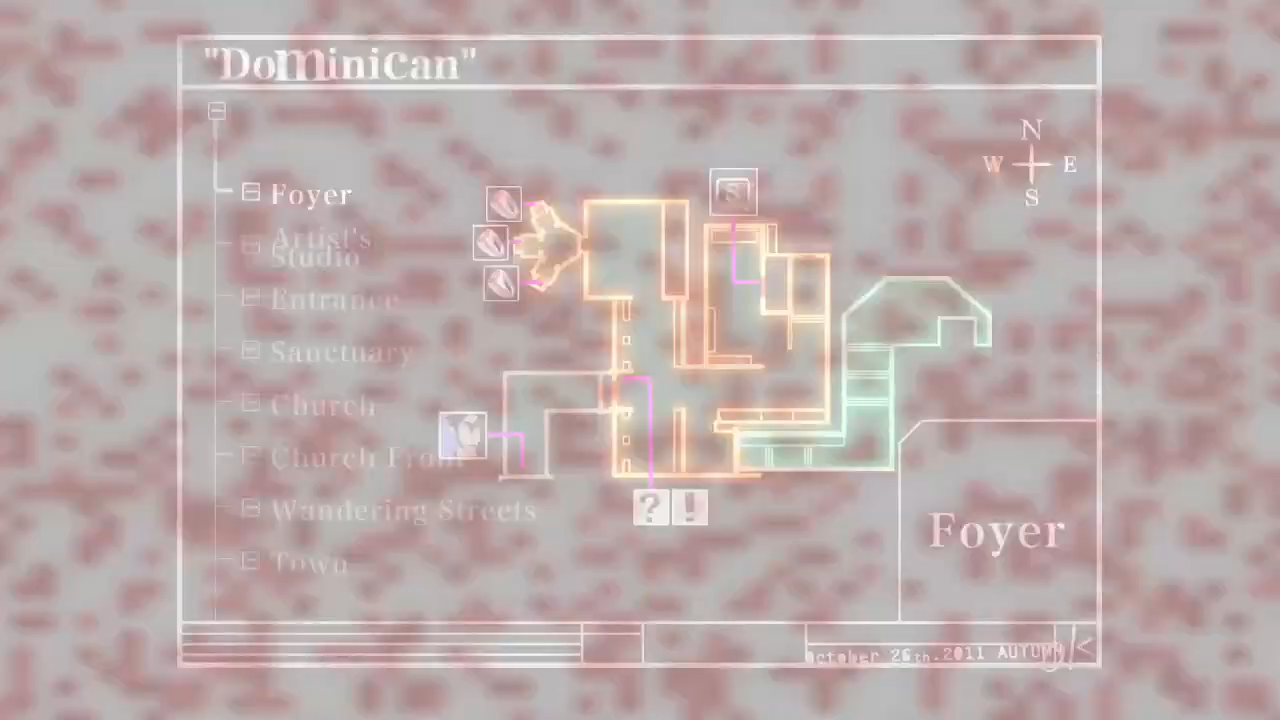 "DoMiniCan"
N
W E
S
S
Foyer
Artist's
Studio
Entrance
Sanctuary
Church
Church Front
Wandering Streets
Town
? !
Foyer
October 26th.2011 AUTUMN